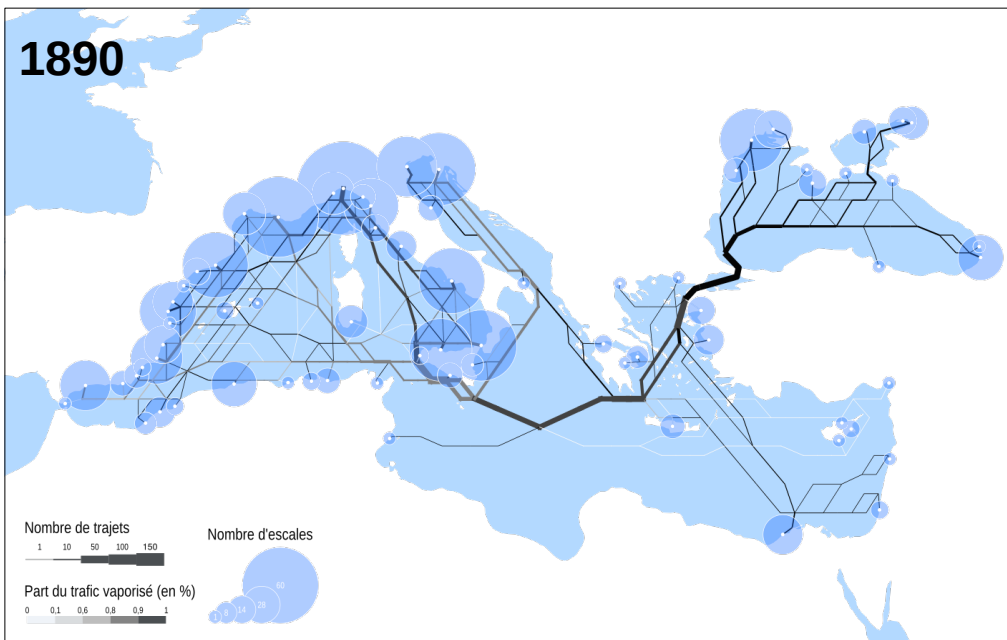 1890
Nombre de trajets
1 10 50 100 150
Part du trafic vaporisé (en %)
0 0,1 0,6 0,8 0,9 1
Nombre d'escales
60
28
14
8
1